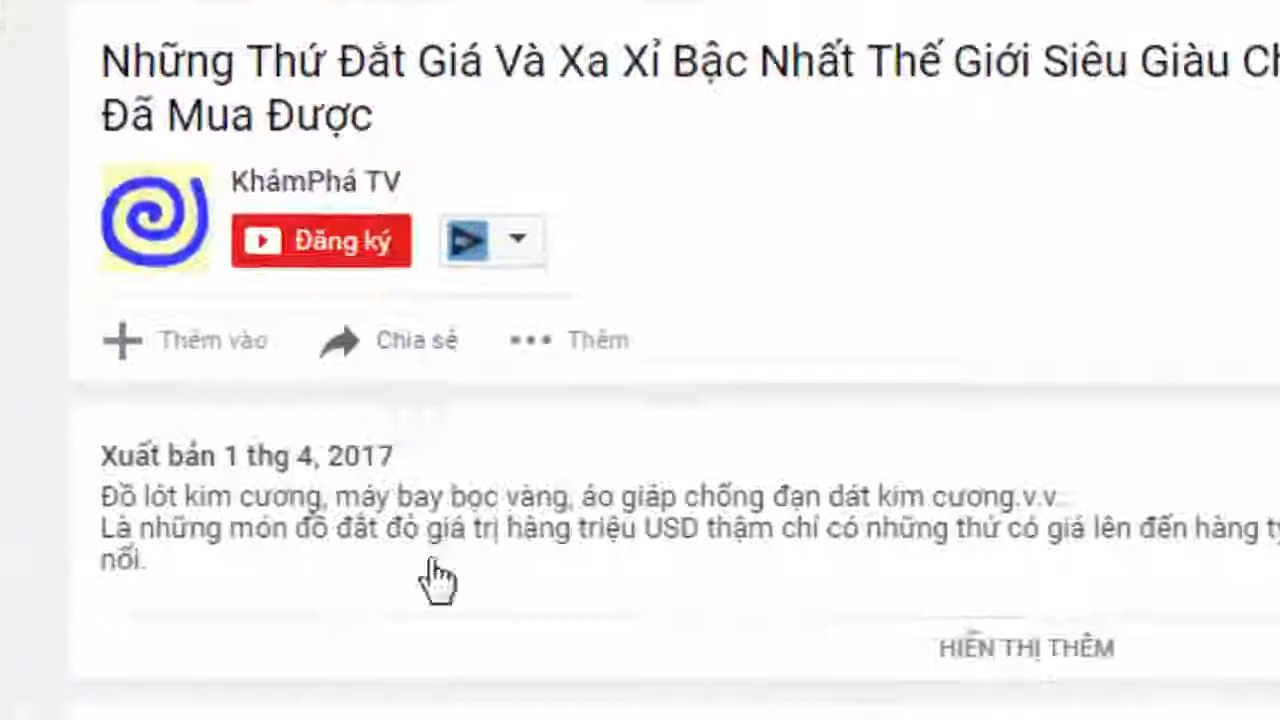 Những Thứ Đắt Giá Và Xa Xỉ Bậc Nhất Thế Giới Siêu Giàu
Đã Mua Được
KhámPhá TV
Đăng ký
Thêm vào Chia sẻ Thêm
Xuất bản 1 thg 4, 2017
Đồ lót kim cương, máy bay bọc vàng, áo giáp chống đạn dát kim cương.v.v..
Là những món đồ đắt đỏ giá trị hàng triệu USD thậm chí có những thứ có giá lên đến hàng
nổi.
HIỂN THỊ THÊM